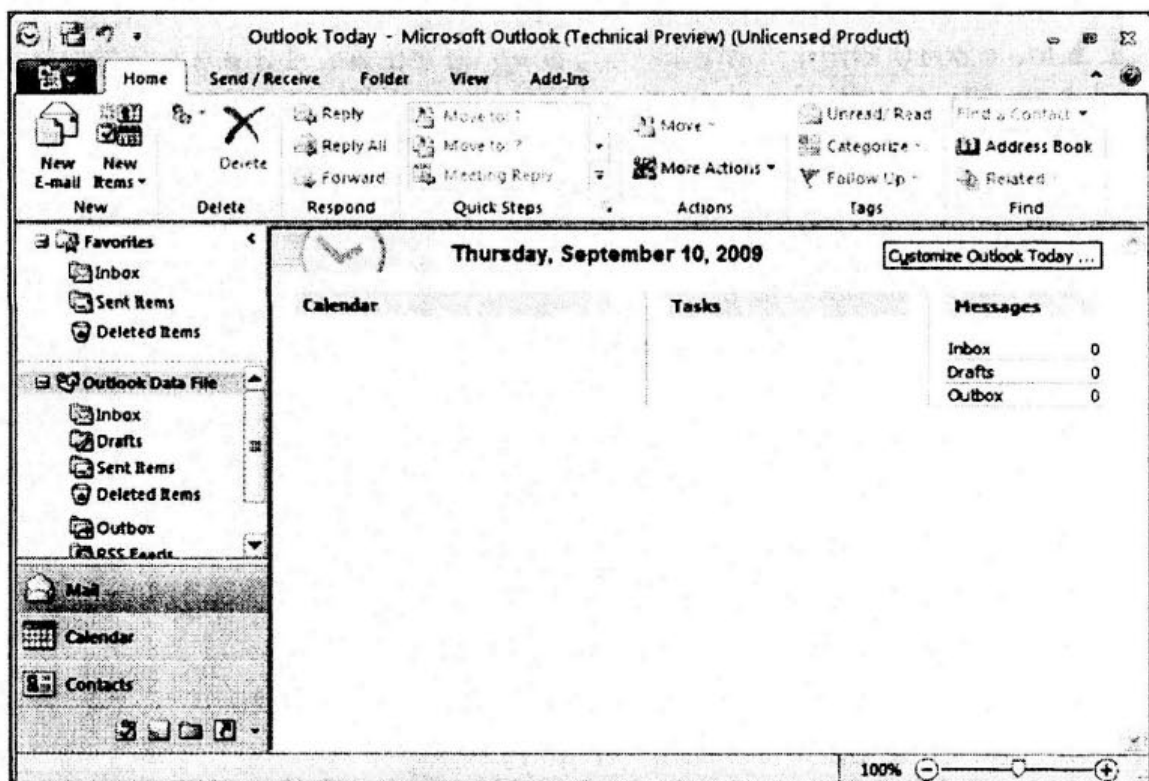 Outlook Today - Microsoft Outlook (Technical Preview) (Unlicensed Product)
Home Send / Receive Folder View Add-Ins
New E-mail
New Items
New
Delete
Delete
Reply
Reply All
Forward
Respond
Move to: ?
Move to: ?
Meeting Reply
Quick Steps
Move
More Actions
Actions
Unread/ Read
Categorize
Follow Up
Tags
Find a Contact
Address Book
Related
Find
Favorites
Inbox
Sent Items
Deleted Items
Outlook Data File
Inbox
Drafts
Sent Items
Deleted Items
Outbox
RSS Feeds
Mail
Calendar
Contacts
Thursday, September 10, 2009
Customize Outlook Today ...
Calendar
Tasks
Messages
Inbox 0
Drafts 0
Outbox 0
100%